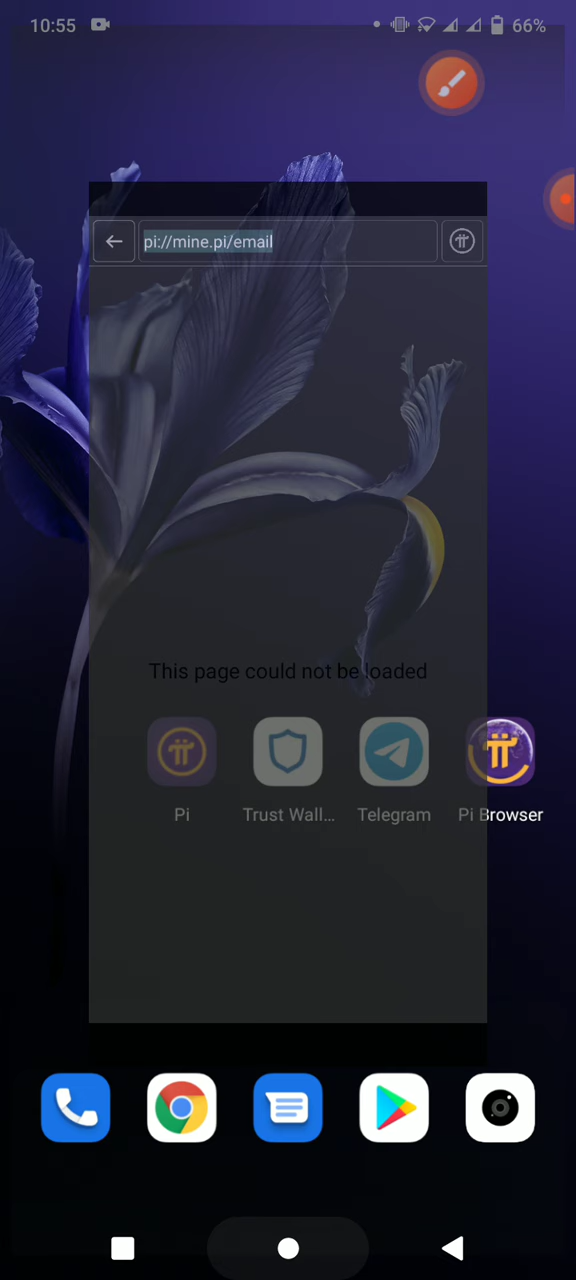 10:55
66%
pi://mine.pi/email
This page could not be loaded
Pi
Trust Wall...
Telegram
Pi Browser